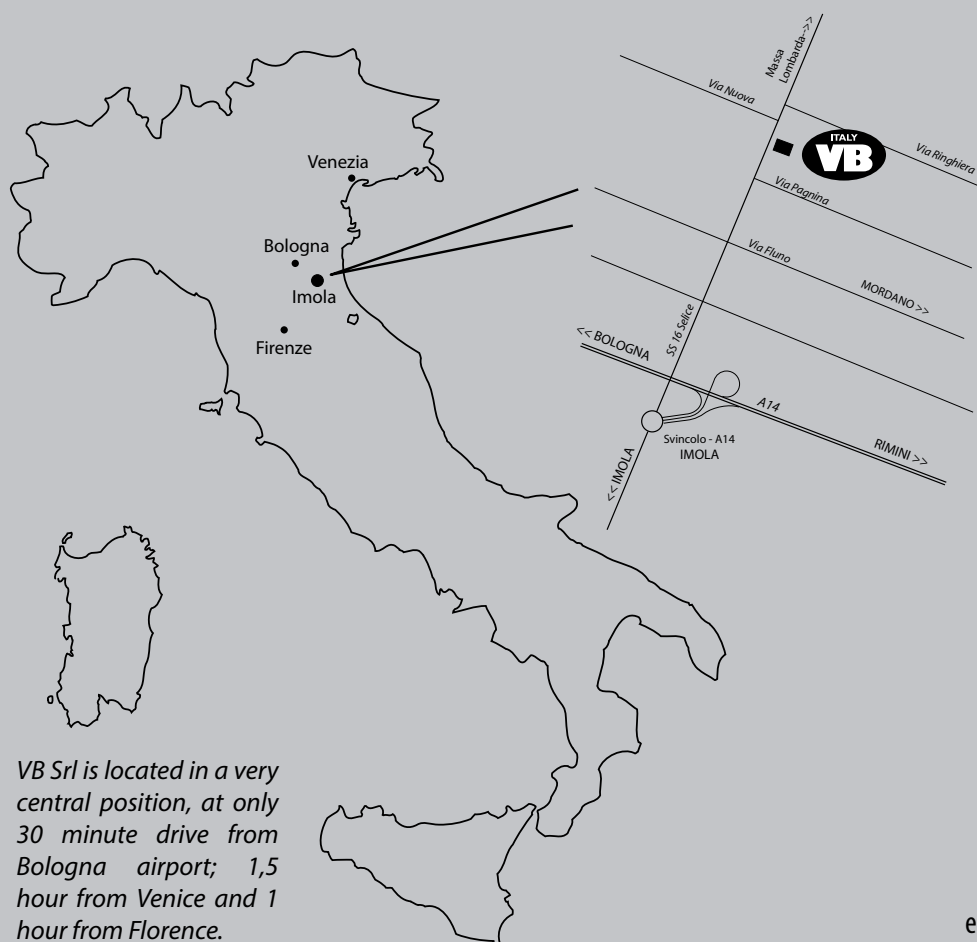 Massa
Lombarda-->>
Via Nuova
ITALY
VB
Via Ringhiera
Via Pagnina
Venezia
Bologna
Imola
Firenze
Via Fluno
MORDANO >>
SS 16 Selice
<< BOLOGNA
A14
RIMINI >>
Svincolo - A14
IMOLA
<< IMOLA
VB Srl is located in a very
central position, at only
30 minute drive from
Bologna airport; 1,5
hour from Venice and 1
hour from Florence.
e